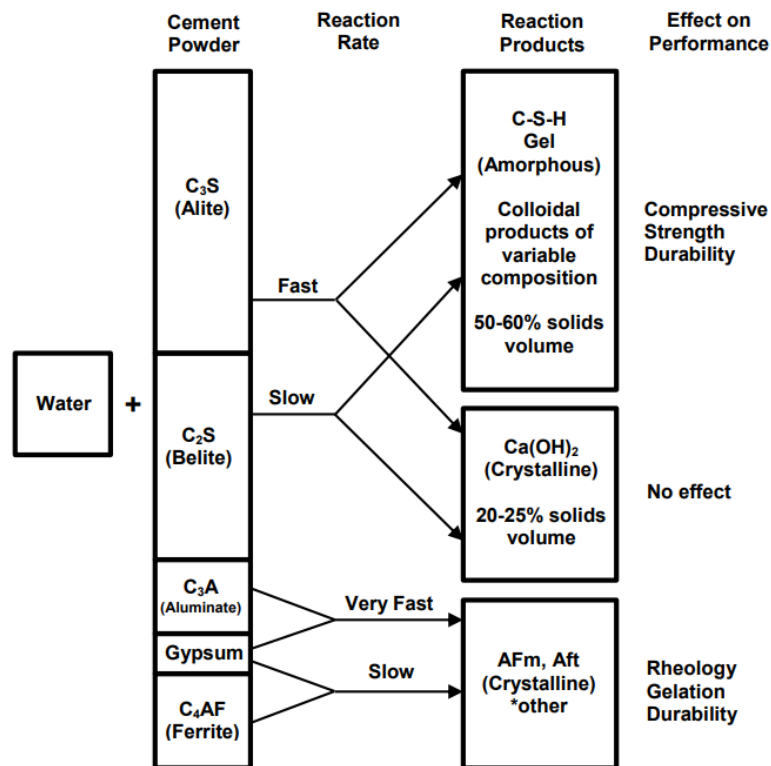 Cement
Powder
Reaction
Rate
Reaction
Products
Effect on
Performance
Water
+
C₃S
(Alite)
C₂S
(Belite)
C₃A
(Aluminate)
Gypsum
C₄AF
(Ferrite)
Fast
Slow
Very Fast
Slow
C-S-H
Gel
(Amorphous)
Colloidal
products of
variable
composition
50-60% solids
volume
Ca(OH)₂
(Crystalline)
20-25% solids
volume
AFm, Aft
(Crystalline)
*other
Compressive
Strength
Durability
No effect
Rheology
Gelation
Durability